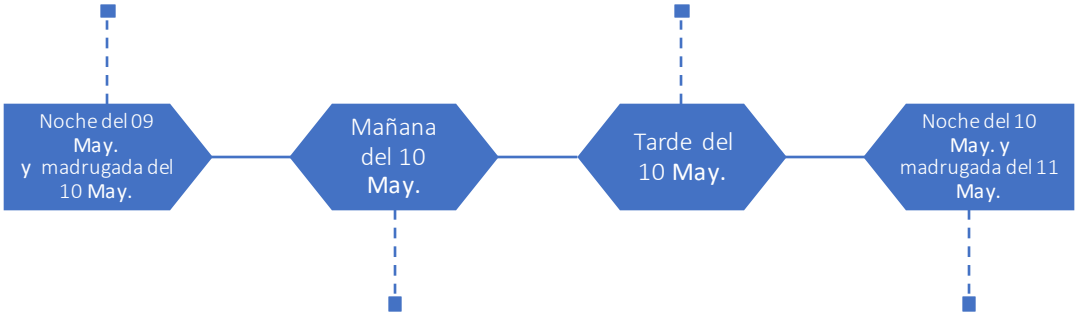 Noche del 09
May.
y madrugada del
10 May.
Mañana
del 10
May.
Tarde del
10 May.
Noche del 10
May. y
madrugada del 11
May.